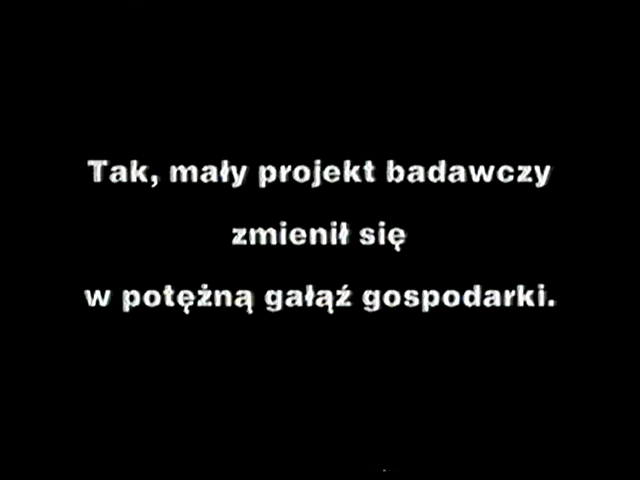 Tak, mały projekt badawczy
zmienił się
w potężną gałąź gospodarki.